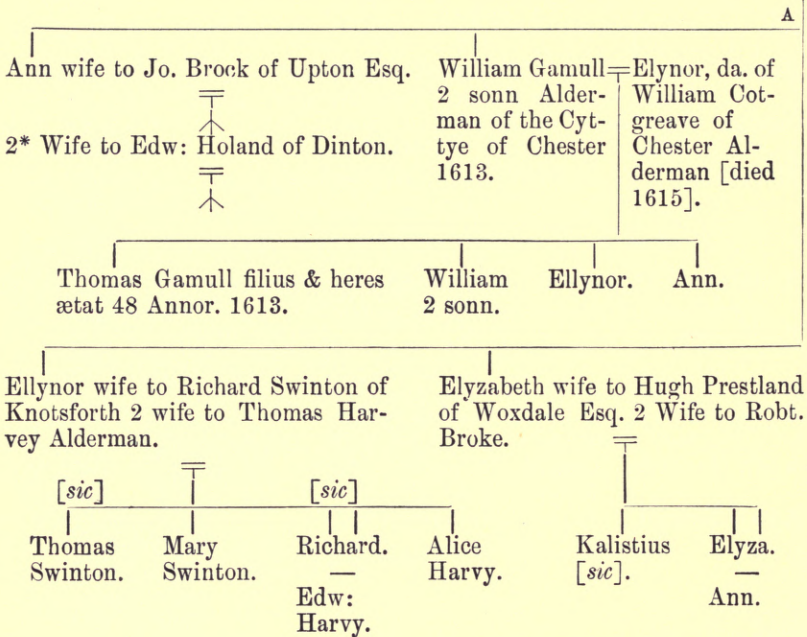 A
Ann wife to Jo. Brock of Upton Esq.
2* Wife to Edw: Holand of Dinton.
William Gamull
2 sonn Alder-
man of the Cyt-
tye of Chester
1613.
Elynor, da. of
William Cot-
greave of
Chester Al-
derman [died
1615].
Thomas Gamull filius & heres
ætat 48 Annor. 1613.
William
2 sonn.
Ellynor.
Ann.
Ellynor wife to Richard Swinton of
Knotsforth 2 wife to Thomas Har-
vey Alderman.
Elyzabeth wife to Hugh Prestland
of Woxdale Esq. 2 Wife to Robt.
Broke.
[sic]
[sic]
Thomas
Swinton.
Mary
Swinton.
Richard.
—
Edw:
Harvy.
Alice
Harvy.
Kalistius
[sic].
Elyza.
—
Ann.